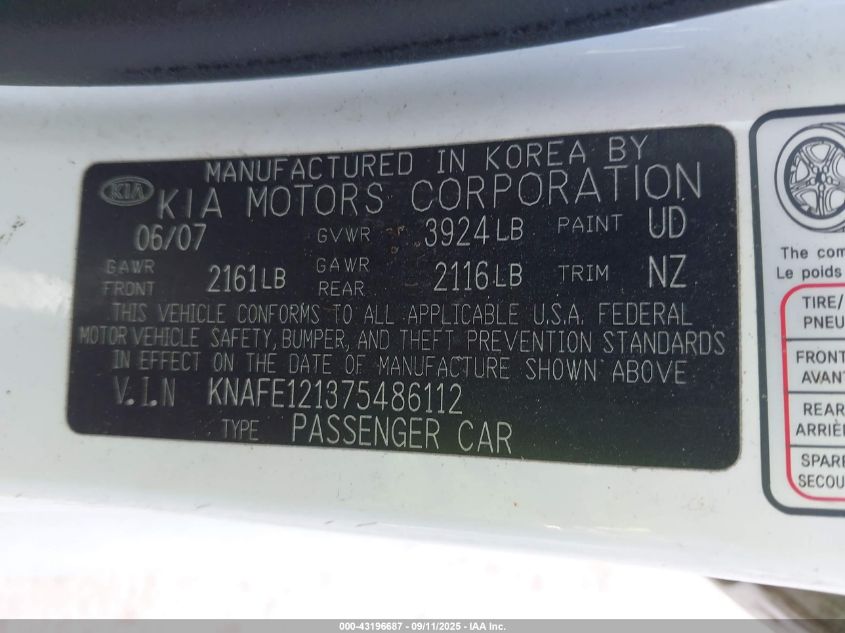 MANUFACTURED IN KOREA BY
KIA KIA MOTORS CORPORATION
06/07 GVWR 3924LB PAINT UD
GAWR FRONT 2161LB GAWR REAR 2116LB TRIM NZ
THIS VEHICLE CONFORMS TO ALL APPLICABLE U.S.A. FEDERAL
MOTOR VEHICLE SAFETY, BUMPER, AND THEFT PREVENTION STANDARDS
IN EFFECT ON THE DATE OF MANUFACTURE SHOWN ABOVE
V.I.N KNAFE121375486112
TYPE PASSENGER CAR
The com
Le poids
TIRE/
PNEU
FRONT
AVANT
REAR
ARRIÈR
SPARE
SECOU
000-43196687 - 09/11/2025 - IAA Inc.